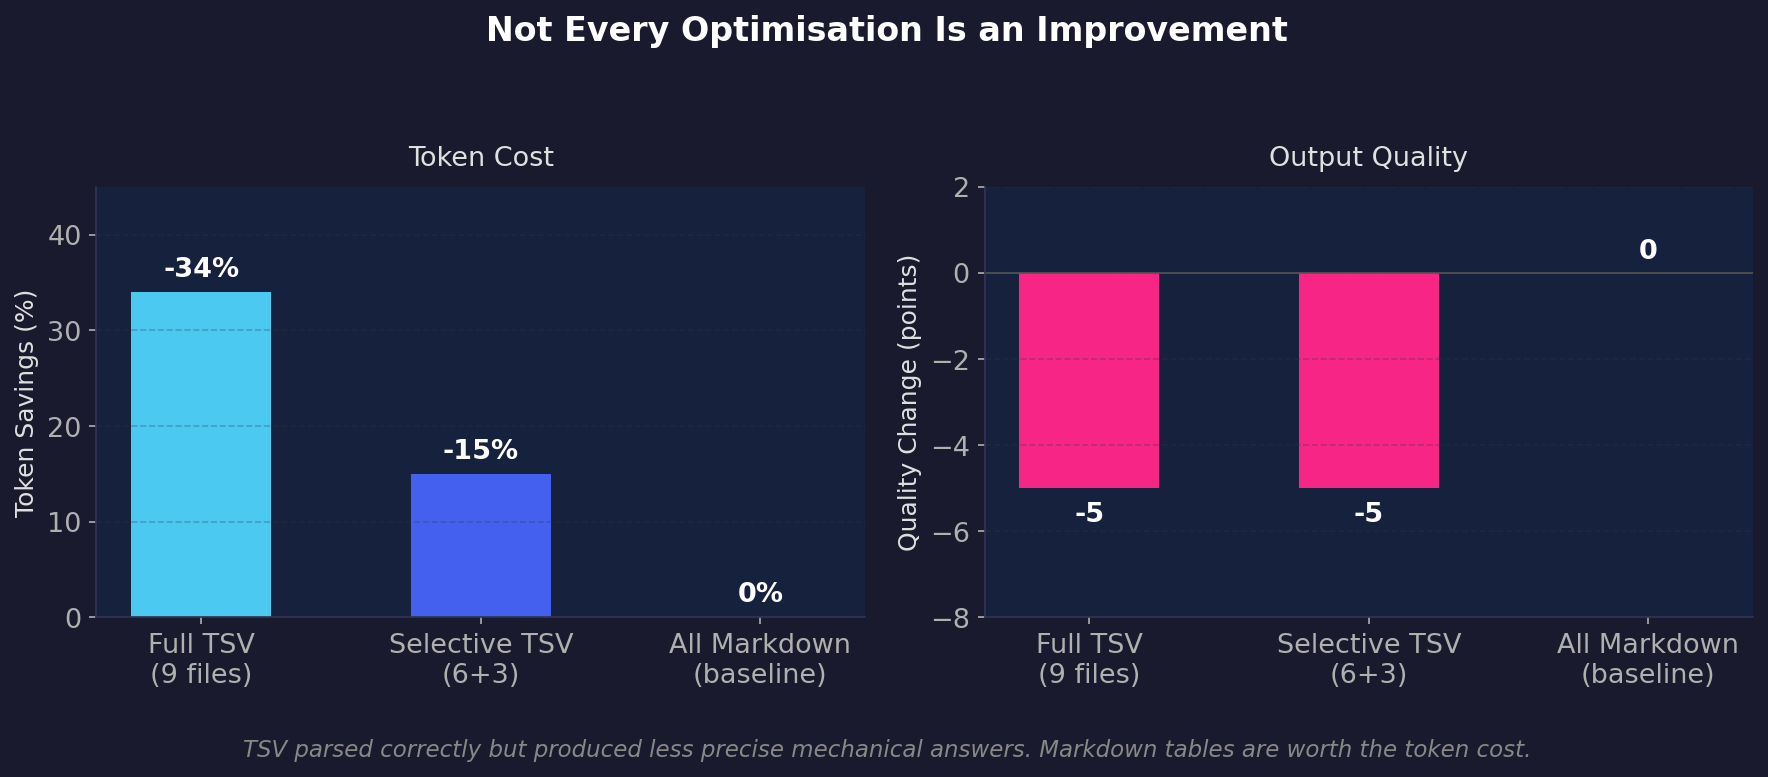 Not Every Optimisation Is an Improvement
Token Cost
Token Savings (%)
40
30
20
10
0
-34%
-15%
0%
Full TSV
(9 files)
Selective TSV
(6+3)
All Markdown
(baseline)
Output Quality
Quality Change (points)
2
0
−2
−4
−6
−8
-5
-5
0
Full TSV
(9 files)
Selective TSV
(6+3)
All Markdown
(baseline)
TSV parsed correctly but produced less precise mechanical answers. Markdown tables are worth the token cost.